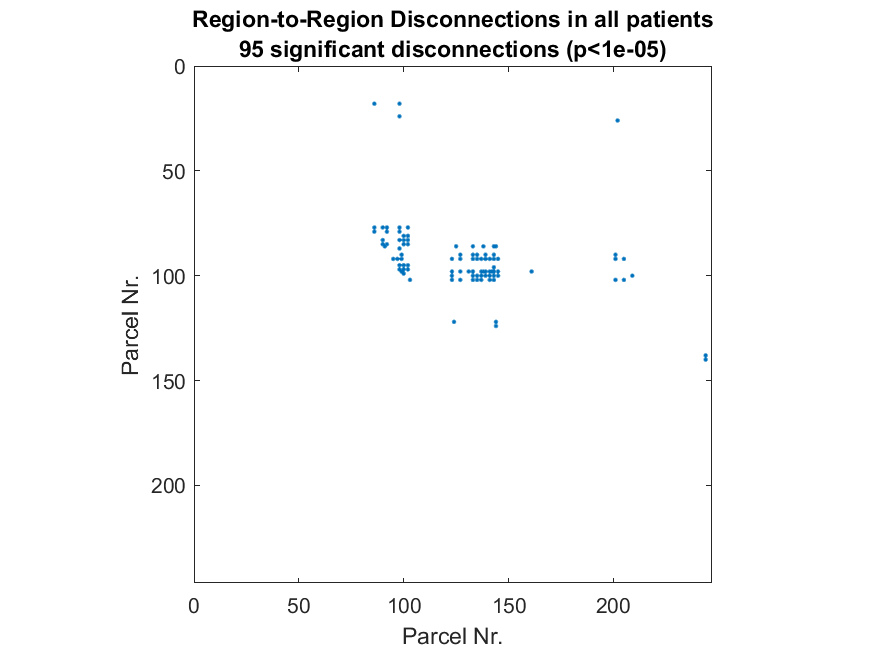 Region-to-Region Disconnections in all patients
95 significant disconnections (p<1e-05)
0
50
100
150
200
Parcel Nr.
0 50 100 150 200
Parcel Nr.